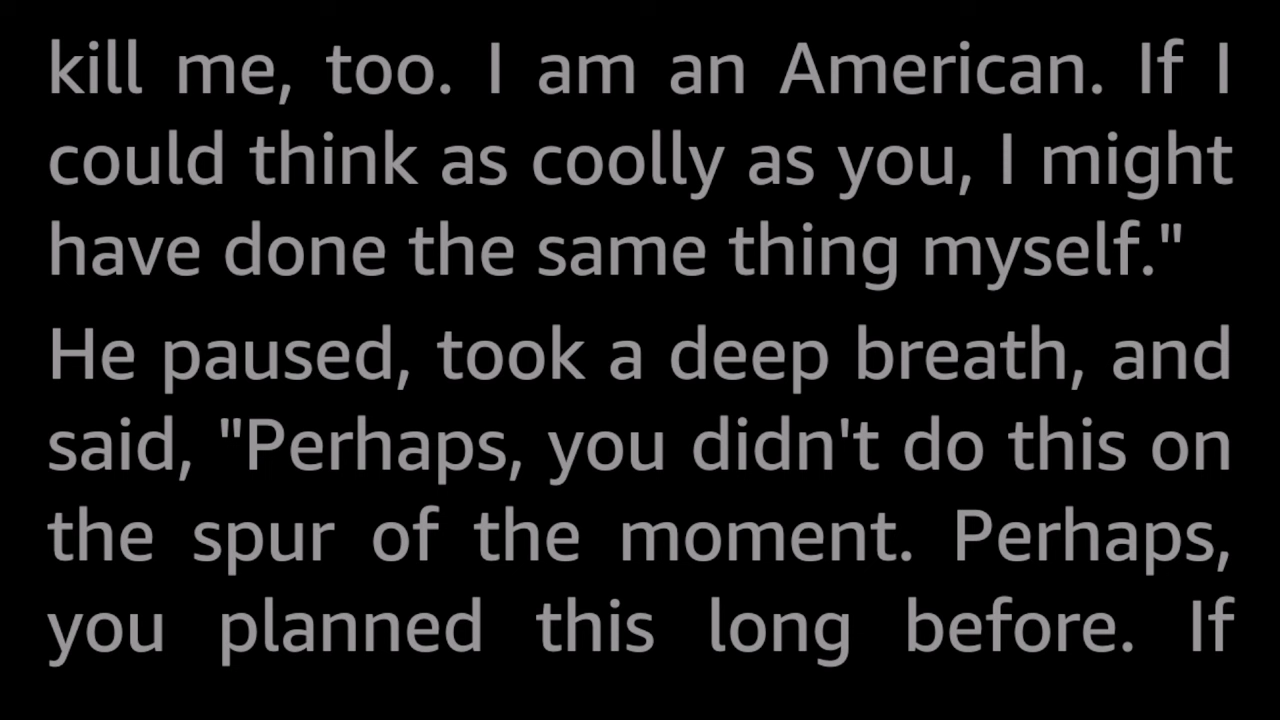 kill me, too. I am an American. If I
could think as coolly as you, I might
have done the same thing myself."
He paused, took a deep breath, and
said, "Perhaps, you didn't do this on
the spur of the moment. Perhaps,
you planned this long before. If